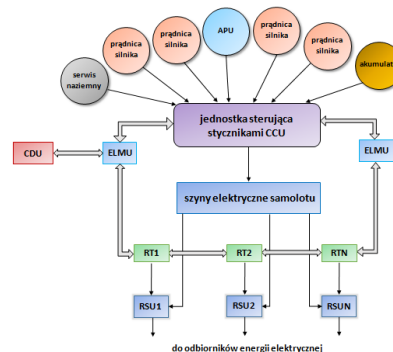 prądnica
silnika
prądnica
silnika
APU
prądnica
silnika
prądnica
silnika
serwis
naziemny
akumulat
jednostka sterująca
stycznikami CCU
CDU
ELMU
ELMU
szyny elektryczne samolotu
RT1
RT2
RTN
RSU1
RSU2
RSUN
do odbiorników energii elektrycznej